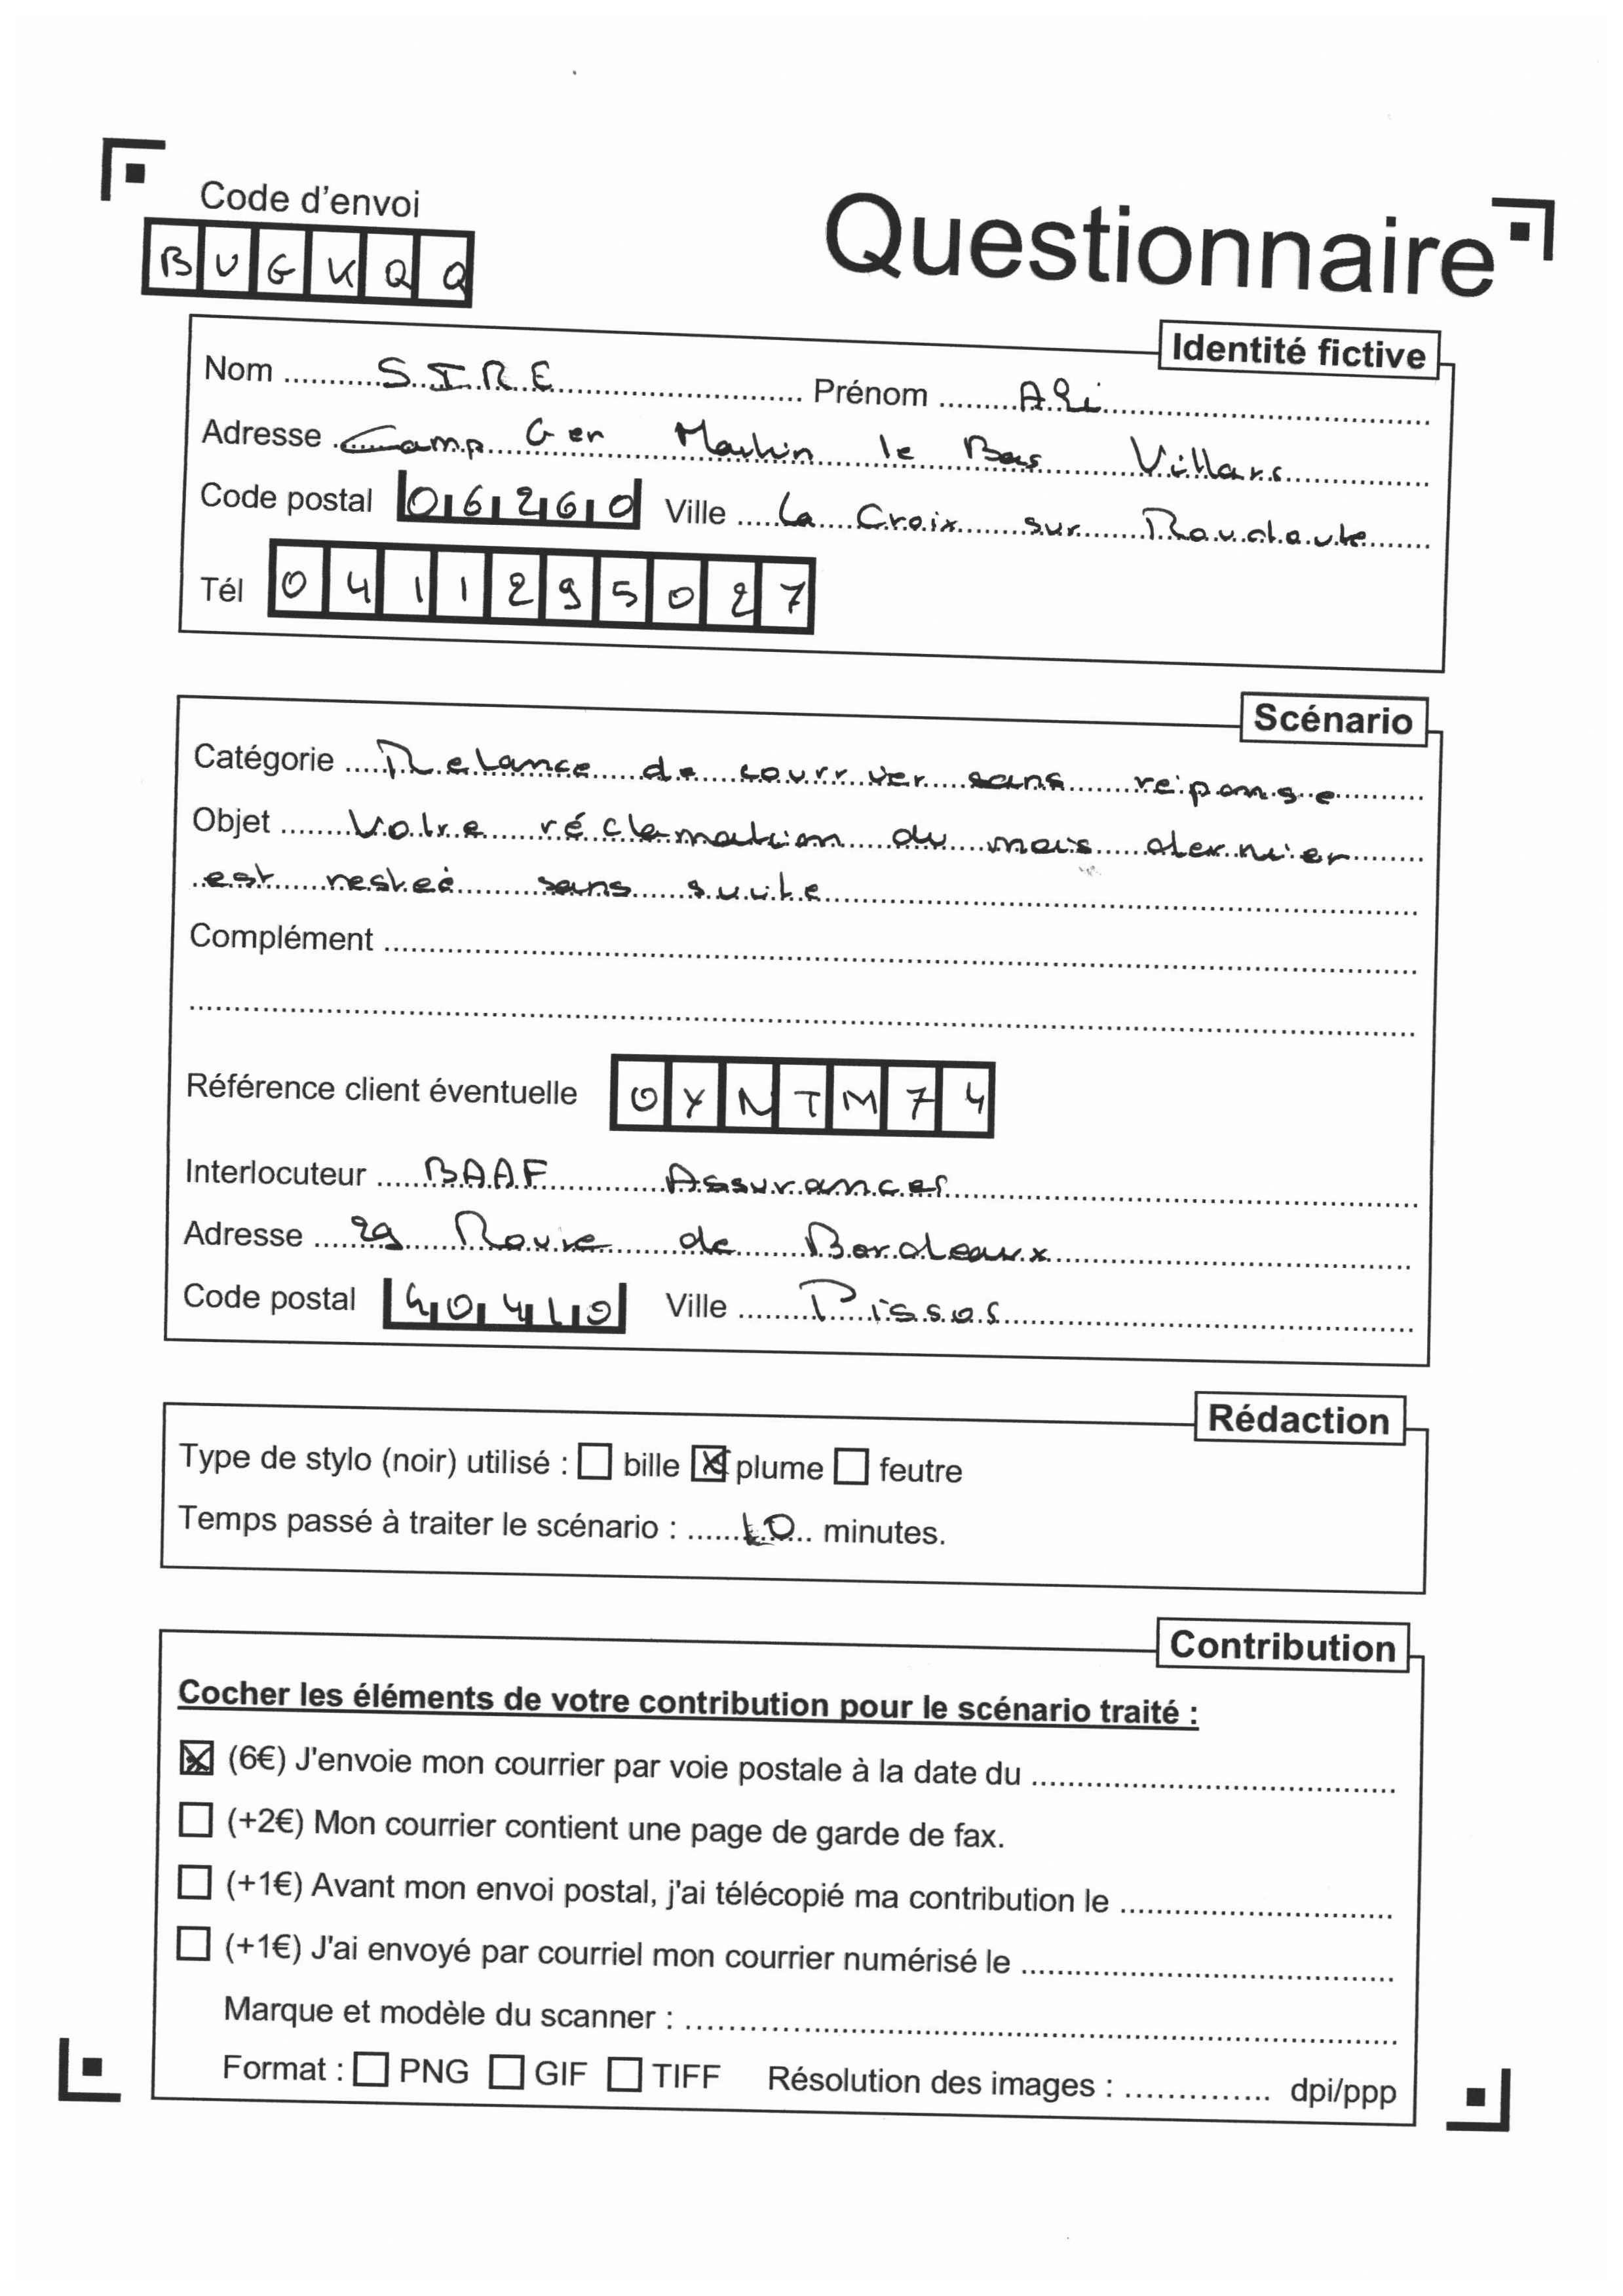 Code d'envoi
BUGKQQ
Questionnaire
Identité fictive
Nom SIRE Prénom Ali
Adresse Camp Gen Martin le Bas Villars
Code postal 06260 Ville La Croix sur Roudoule
Tél 0411295027
Scénario
Catégorie Relance de courrier sans réponse
Objet Votre réclamation du mois dernier
est resteé sans suite
Complément
Référence client éventuelle OYNTM74
Interlocuteur BAAF Assurances
Adresse 29 Route de Bordeaux
Code postal 40410 Ville Pissos
Rédaction
Type de stylo (noir) utilisé : bille plume feutre
Temps passé à traiter le scénario : 10 minutes.
Contribution
Cocher les éléments de votre contribution pour le scénario traité :
(6€) J'envoie mon courrier par voie postale à la date du
(+2€) Mon courrier contient une page de garde de fax.
(+1€) Avant mon envoi postal, j'ai télécopié ma contribution le
(+1€) J'ai envoyé par courriel mon courrier numérisé le
Marque et modèle du scanner :
Format : PNG GIF TIFF Résolution des images : dpi/ppp